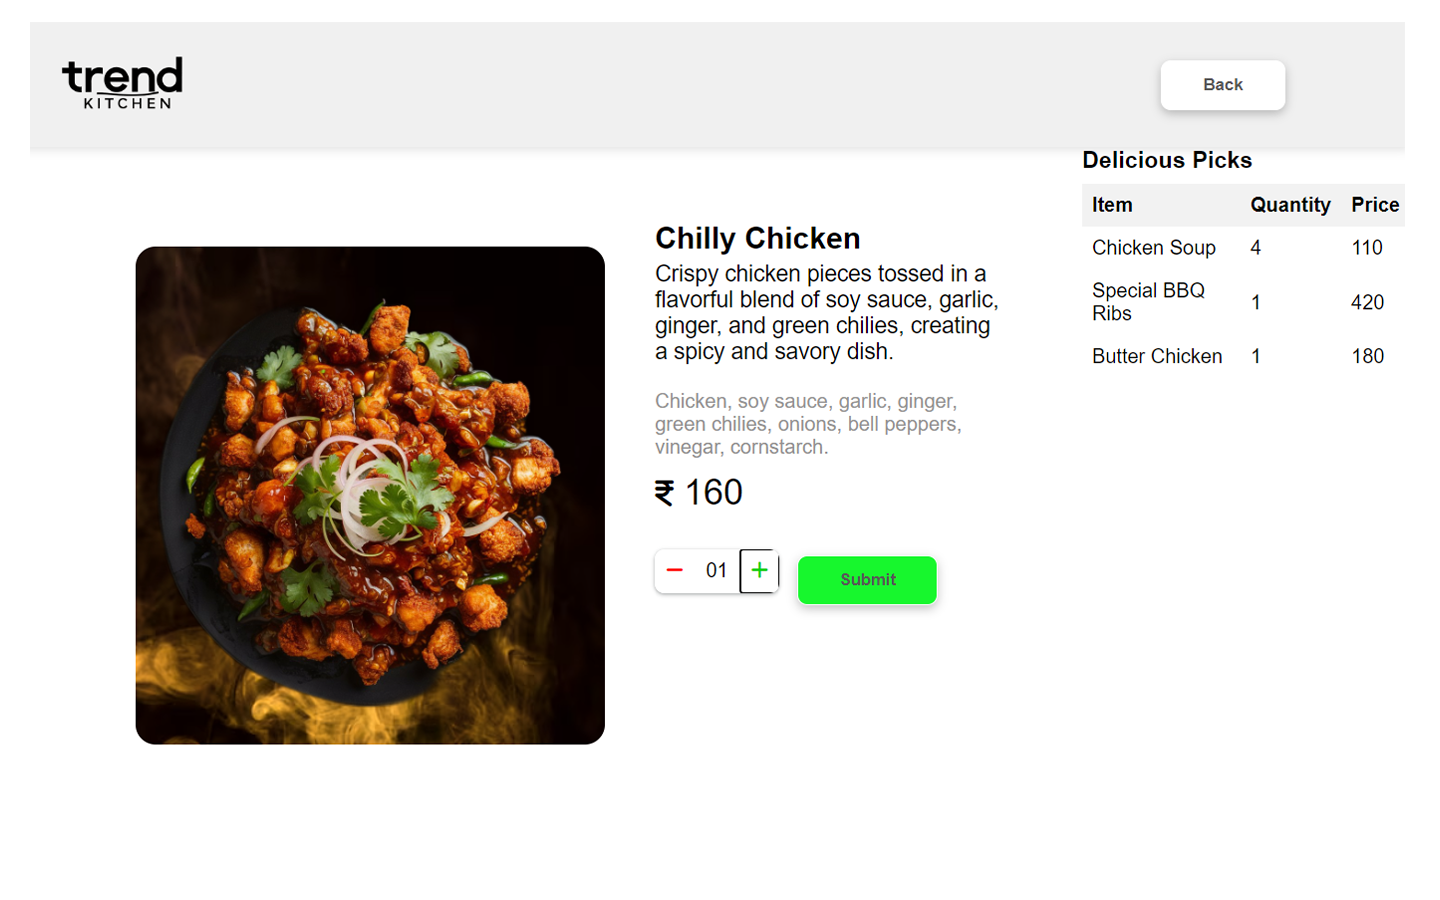 trend
KITCHEN
Back
Delicious Picks
Item Quantity Price
Chicken Soup 4 110
Special BBQ
Ribs 1 420
Butter Chicken 1 180
Chilly Chicken
Crispy chicken pieces tossed in a
flavorful blend of soy sauce, garlic,
ginger, and green chilies, creating
a spicy and savory dish.
Chicken, soy sauce, garlic, ginger,
green chilies, onions, bell peppers,
vinegar, cornstarch.
₹ 160
− 01 +
Submit